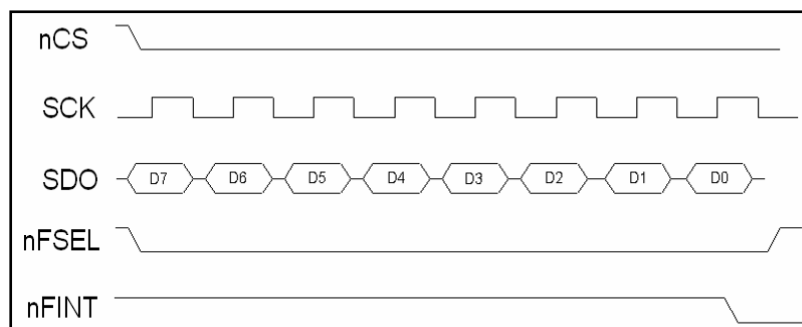 nCS
SCK
SDO D7 D6 D5 D4 D3 D2 D1 D0
nFSEL
nFINT